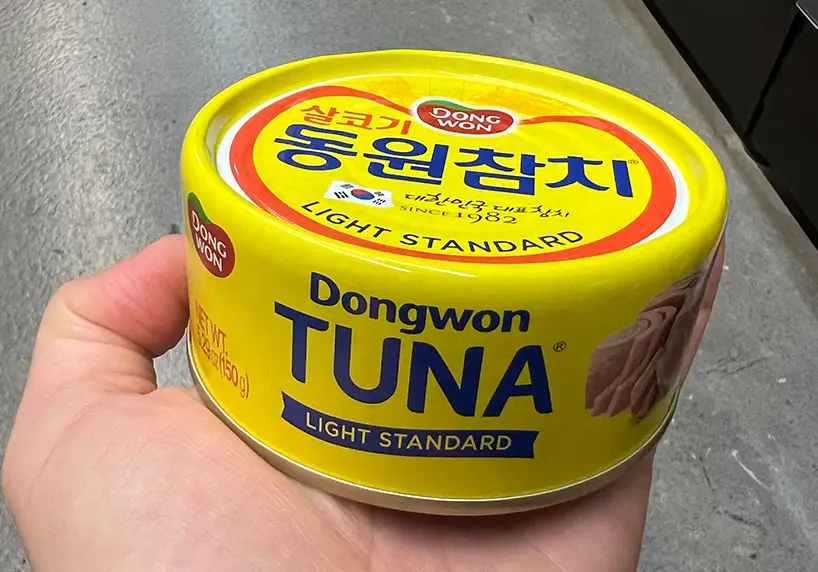 살코기
DONG
WON
동원참치®
대한민국 대표참치
SINCE 1982
LIGHT STANDARD
DONG
WON
Dongwon
TUNA®
LIGHT STANDARD
NET WT.
(150g)